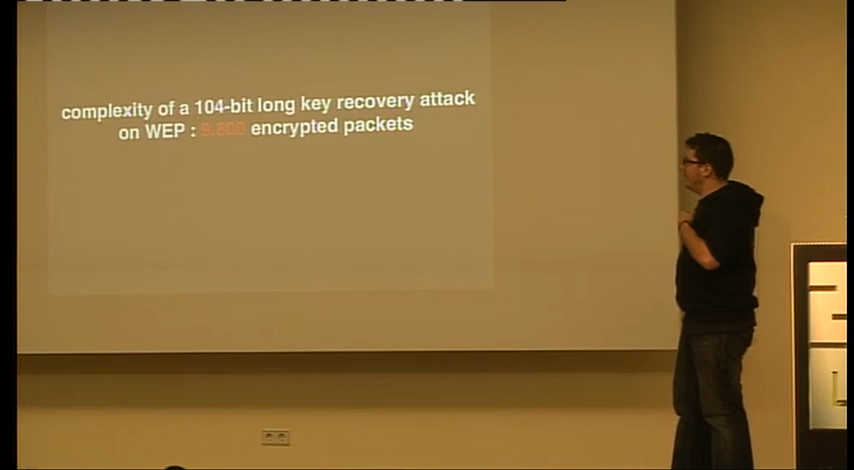 complexity of a 104-bit long key recovery attack
on WEP : 9.800 encrypted packets